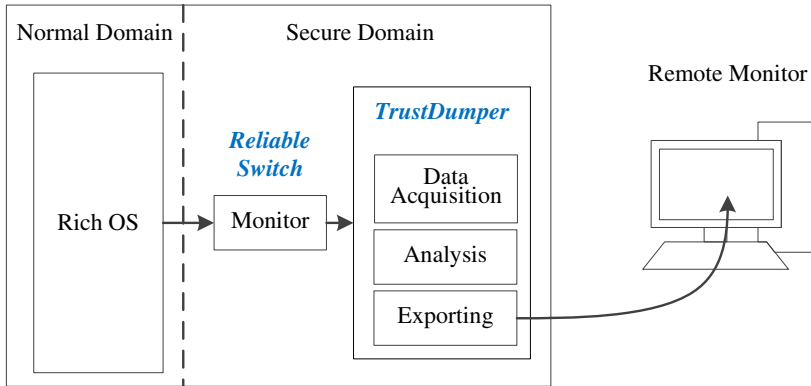 Normal Domain
Secure Domain
Remote Monitor
TrustDumper
Reliable
Switch
Data
Acquisition
Rich OS
Monitor
Analysis
Exporting